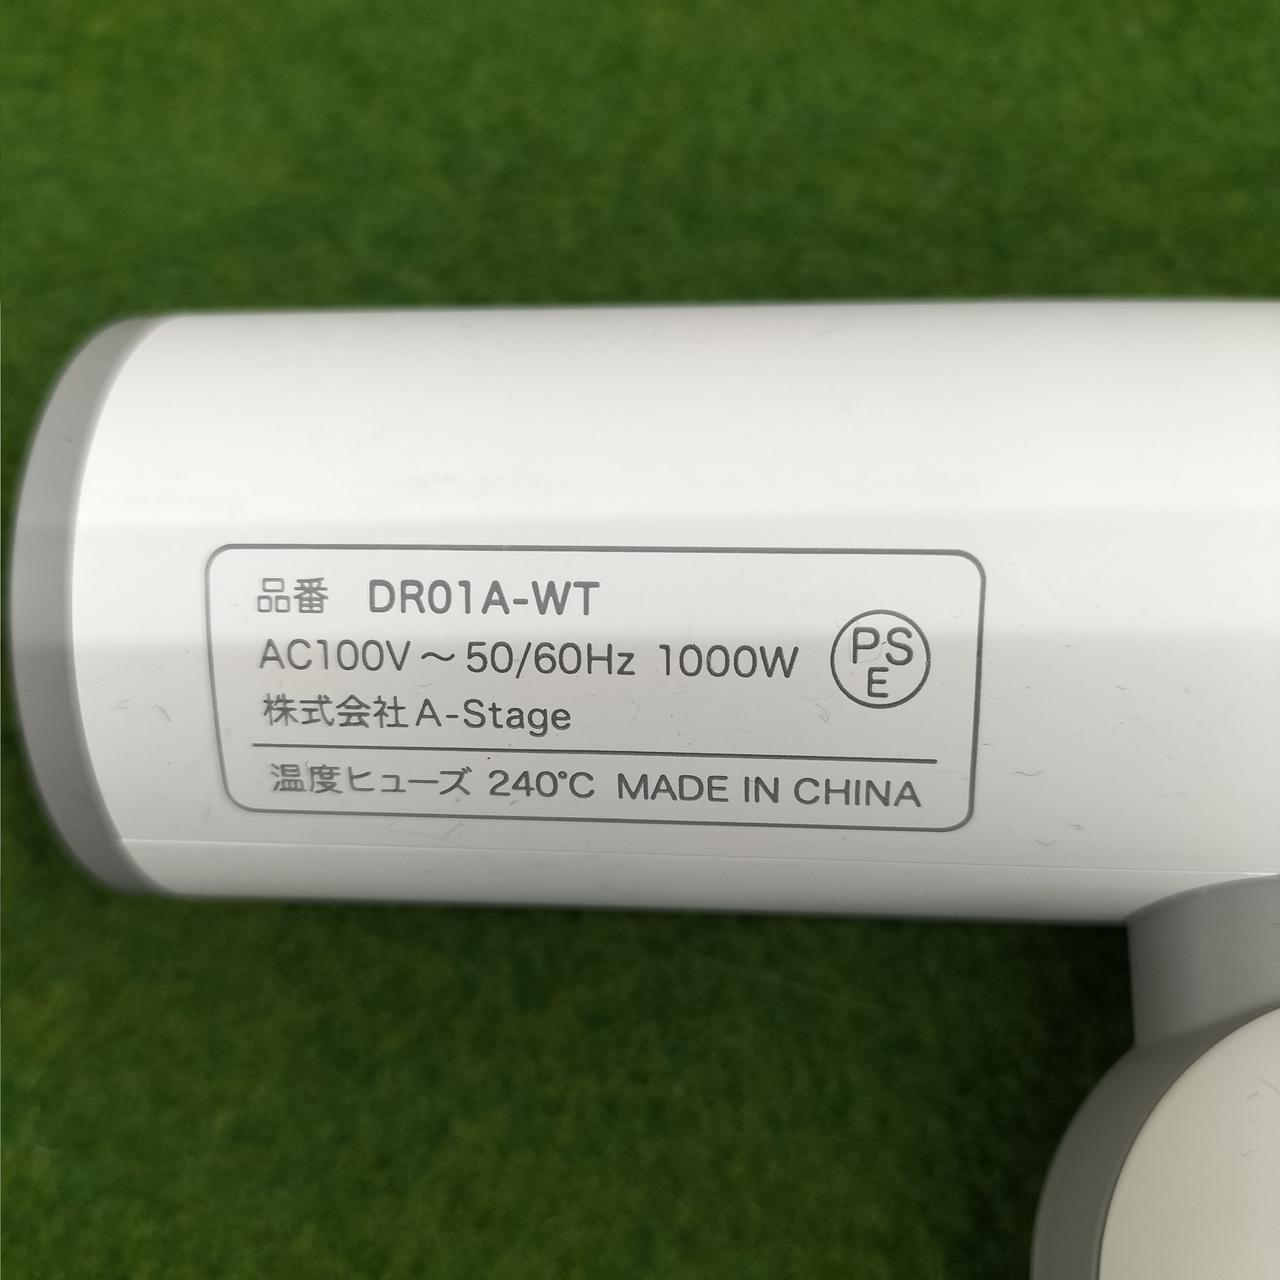 品番 DR01A-WT
AC100V～50/60Hz 1000W
PSE
株式会社A-Stage
温度ヒューズ 240℃ MADE IN CHINA